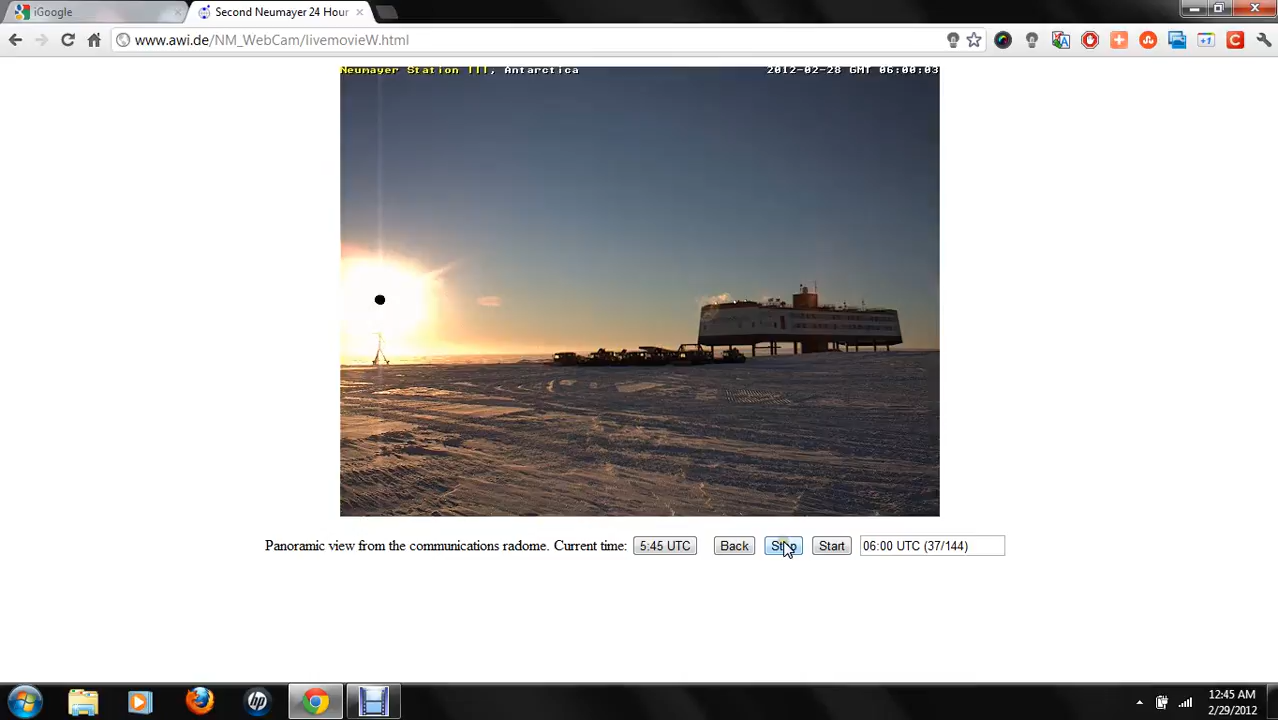 iGoogle
Second Neumayer 24 Hour
www.awi.de/NM_WebCam/livemovieW.html
Neumayer Station III, Antarctica 2012-02-28 GMT 06:00:03
Panoramic view from the communications radome. Current time: 5:45 UTC Back Stop Start 06:00 UTC (37/144)
hp
12:45 AM
2/29/2012